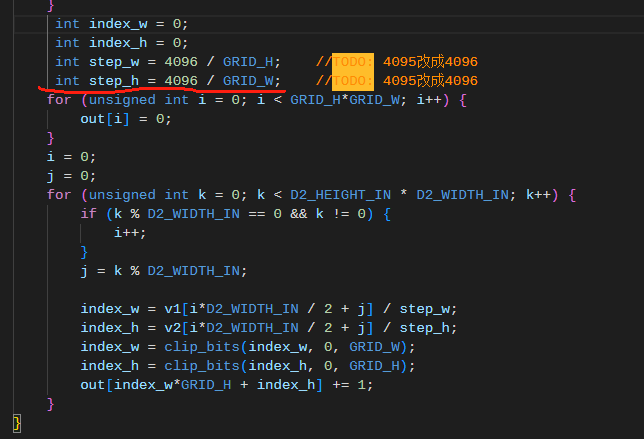 }
int index_w = 0;
int index_h = 0;
int step_w = 4096 / GRID_H;    //TODO: 4095改成4096
int step_h = 4096 / GRID_W;    //TODO: 4095改成4096
for (unsigned int i = 0; i < GRID_H*GRID_W; i++) {
out[i] = 0;
}
i = 0;
j = 0;
for (unsigned int k = 0; k < D2_HEIGHT_IN * D2_WIDTH_IN; k++) {
if (k % D2_WIDTH_IN == 0 && k != 0) {
i++;
}
j = k % D2_WIDTH_IN;
index_w = v1[i*D2_WIDTH_IN / 2 + j] / step_w;
index_h = v2[i*D2_WIDTH_IN / 2 + j] / step_h;
index_w = clip_bits(index_w, 0, GRID_W);
index_h = clip_bits(index_h, 0, GRID_H);
out[index_w*GRID_H + index_h] += 1;
}
}